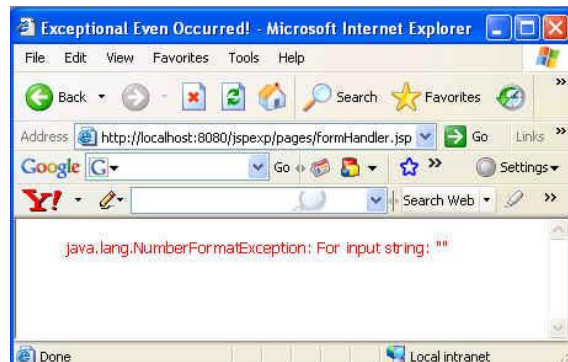 Exceptional Even Occurred! - Microsoft Internet Explorer
File Edit View Favorites Tools Help
Back Search Favorites »
Address http://localhost:8080/jspexp/pages/formHandler.jsp Go Links »
Google G Go » Settings
Y! Search Web »
java.lang.NumberFormatException: For input string: ""
Done Local intranet